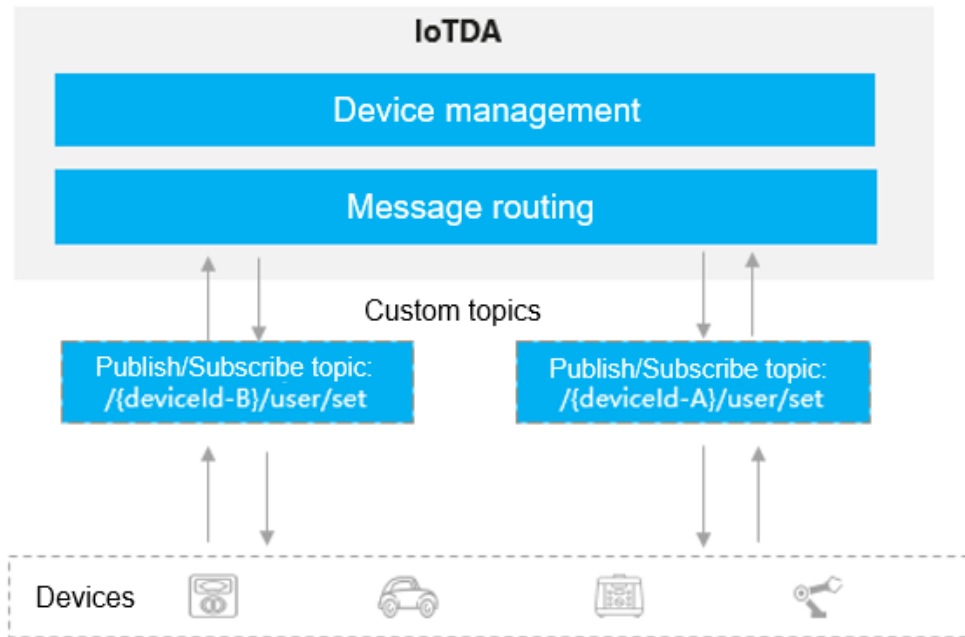 IoTDA
Device management
Message routing
Custom topics
Publish/Subscribe topic:
/{deviceId-B}/user/set
Publish/Subscribe topic:
/{deviceId-A}/user/set
Devices